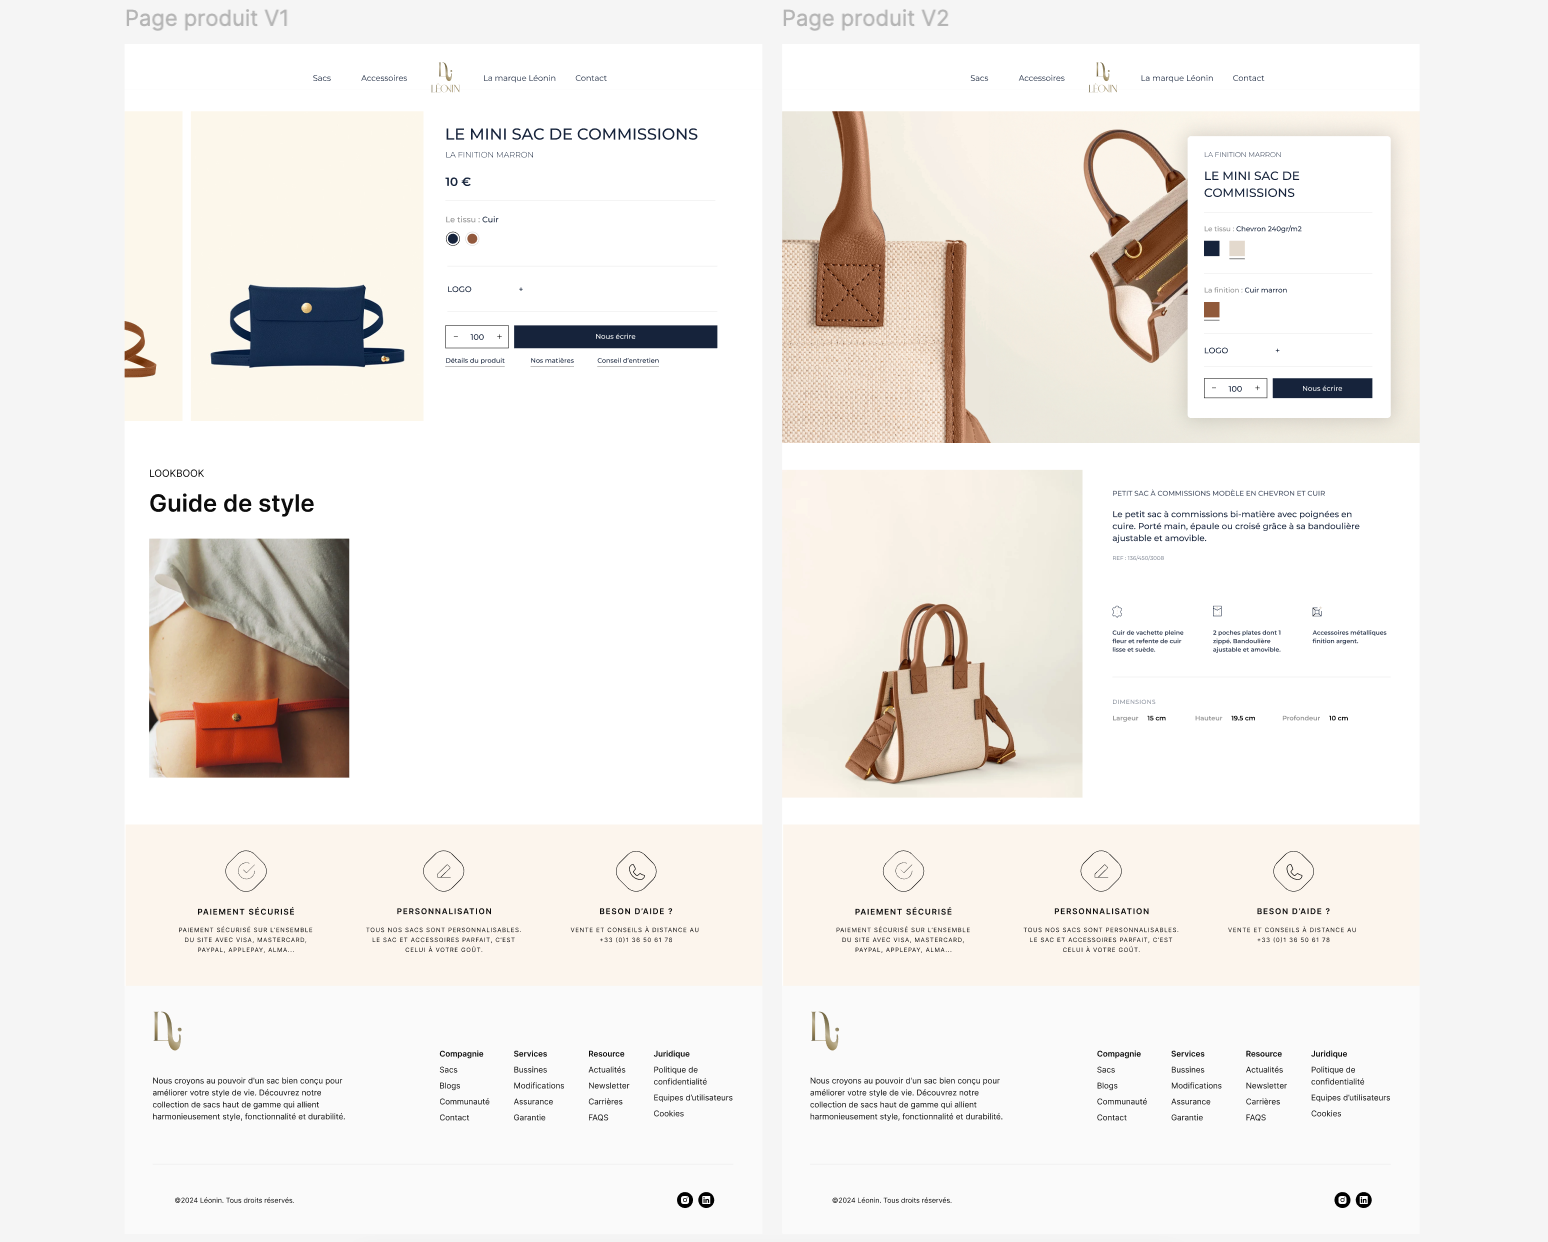 Page produit V1
Sacs
Accessoires
LÉONIN
La marque Léonin
Contact
LE MINI SAC DE COMMISSIONS
LA FINITION MARRON
10 €
Le tissu : Cuir
LOGO +
− 100 +
Nous écrire
Détails du produit
Nos matières
Conseil d'entretien
LOOKBOOK
Guide de style
PAIEMENT SÉCURISÉ
PAIEMENT SÉCURISÉ SUR L'ENSEMBLE
DU SITE AVEC VISA, MASTERCARD,
PAYPAL, APPLEPAY, ALMA...
PERSONNALISATION
TOUS NOS SACS SONT PERSONNALISABLES.
LE SAC ET ACCESSOIRES PARFAIT, C'EST
CELUI À VOTRE GOÛT.
BESON D'AIDE ?
VENTE ET CONSEILS À DISTANCE AU
+33 (0)1 36 50 61 78
Nous croyons au pouvoir d'un sac bien conçu pour
améliorer votre style de vie. Découvrez notre
collection de sacs haut de gamme qui allient
harmonieusement style, fonctionnalité et durabilité.
Compagnie
Sacs
Blogs
Communauté
Contact
Services
Bussines
Modifications
Assurance
Garantie
Resource
Actualités
Newsletter
Carrières
FAQS
Juridique
Politique de
confidentialité
Equipes d'utilisateurs
Cookies
©2024 Léonin. Tous droits réservés.
Page produit V2
Sacs
Accessoires
LÉONIN
La marque Léonin
Contact
LA FINITION MARRON
LE MINI SAC DE
COMMISSIONS
Le tissu : Chevron 240gr/m2
La finition : Cuir marron
LOGO +
− 100 +
Nous écrire
PETIT SAC À COMMISSIONS MODÈLE EN CHEVRON ET CUIR
Le petit sac à commissions bi-matière avec poignées en
cuire. Porté main, épaule ou croisé grâce à sa bandoulière
ajustable et amovible.
REF : 136/450/3008
Cuir de vachette pleine
fleur et refente de cuir
lisse et suède.
2 poches plates dont 1
zippé. Bandoulière
ajustable et amovible.
Accessoires métalliques
finition argent.
DIMENSIONS
Largeur 15 cm
Hauteur 19.5 cm
Profondeur 10 cm
PAIEMENT SÉCURISÉ
PAIEMENT SÉCURISÉ SUR L'ENSEMBLE
DU SITE AVEC VISA, MASTERCARD,
PAYPAL, APPLEPAY, ALMA...
PERSONNALISATION
TOUS NOS SACS SONT PERSONNALISABLES.
LE SAC ET ACCESSOIRES PARFAIT, C'EST
CELUI À VOTRE GOÛT.
BESON D'AIDE ?
VENTE ET CONSEILS À DISTANCE AU
+33 (0)1 36 50 61 78
Nous croyons au pouvoir d'un sac bien conçu pour
améliorer votre style de vie. Découvrez notre
collection de sacs haut de gamme qui allient
harmonieusement style, fonctionnalité et durabilité.
Compagnie
Sacs
Blogs
Communauté
Contact
Services
Bussines
Modifications
Assurance
Garantie
Resource
Actualités
Newsletter
Carrières
FAQS
Juridique
Politique de
confidentialité
Equipes d'utilisateurs
Cookies
©2024 Léonin. Tous droits réservés.